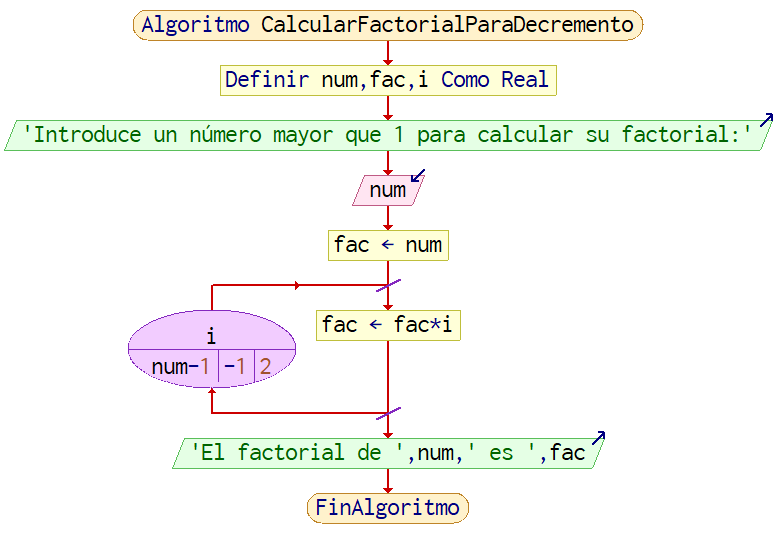 Algoritmo CalcularFactorialParaDecremento
Definir num,fac,i Como Real
'Introduce un número mayor que 1 para calcular su factorial:'
num
fac ← num
i
num-1 -1 2
fac ← fac*i
'El factorial de ',num,' es ',fac
FinAlgoritmo